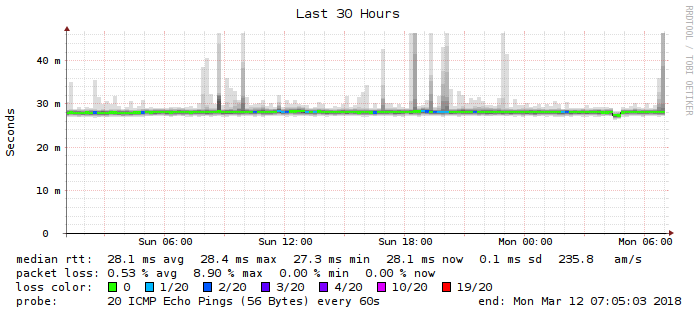 Last 30 Hours
RRDTOOL / TOBI OETIKER
Seconds
40 m
30 m
20 m
10 m
0
Sun 06:00 Sun 12:00 Sun 18:00 Mon 00:00 Mon 06:00
median rtt: 28.1 ms avg 28.4 ms max 27.3 ms min 28.1 ms now 0.1 ms sd 235.8 am/s
packet loss: 0.53 % avg 8.90 % max 0.00 % min 0.00 % now
loss color: 0 1/20 2/20 3/20 4/20 10/20 19/20
probe: 20 ICMP Echo Pings (56 Bytes) every 60s end: Mon Mar 12 07:05:03 2018